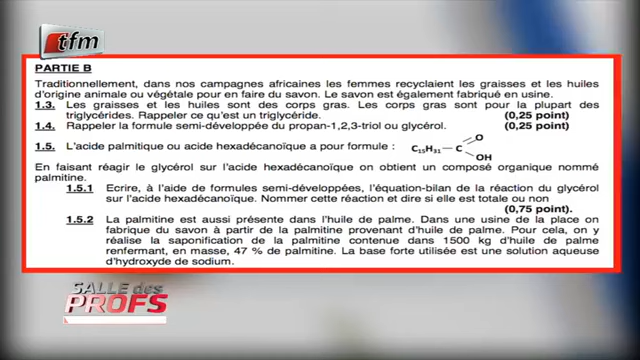 tfm
PARTIE B
Traditionnellement, dans nos campagnes africaines les femmes recyclaient les graisses et les huiles
d'origine animale ou végétale pour en faire du savon. Le savon est également fabriqué en usine.
1.3. Les graisses et les huiles sont des corps gras. Les corps gras sont pour la plupart des
triglycérides. Rappeler ce qu'est un triglycéride. (0,25 point)
1.4. Rappeler la formule semi-développée du propan-1,2,3-triol ou glycérol. (0,25 point)
1.5. L'acide palmitique ou acide hexadécanoïque a pour formule : C15H31 — C O OH
En faisant réagir le glycérol sur l'acide hexadécanoïque on obtient un composé organique nommé
palmitine.
1.5.1 Ecrire, à l'aide de formules semi-développées, l'équation-bilan de la réaction du glycérol
sur l'acide hexadécanoïque. Nommer cette réaction et dire si elle est totale ou non
(0,75 point).
1.5.2 La palmitine est aussi présente dans l'huile de palme. Dans une usine de la place on
fabrique du savon à partir de la palmitine provenant d'huile de palme. Pour cela, on y
réalise la saponification de la palmitine contenue dans 1500 kg d'huile de palme
renfermant, en masse, 47 % de palmitine. La base forte utilisée est une solution aqueuse
d'hydroxyde de sodium.
SALLE des
PROFS